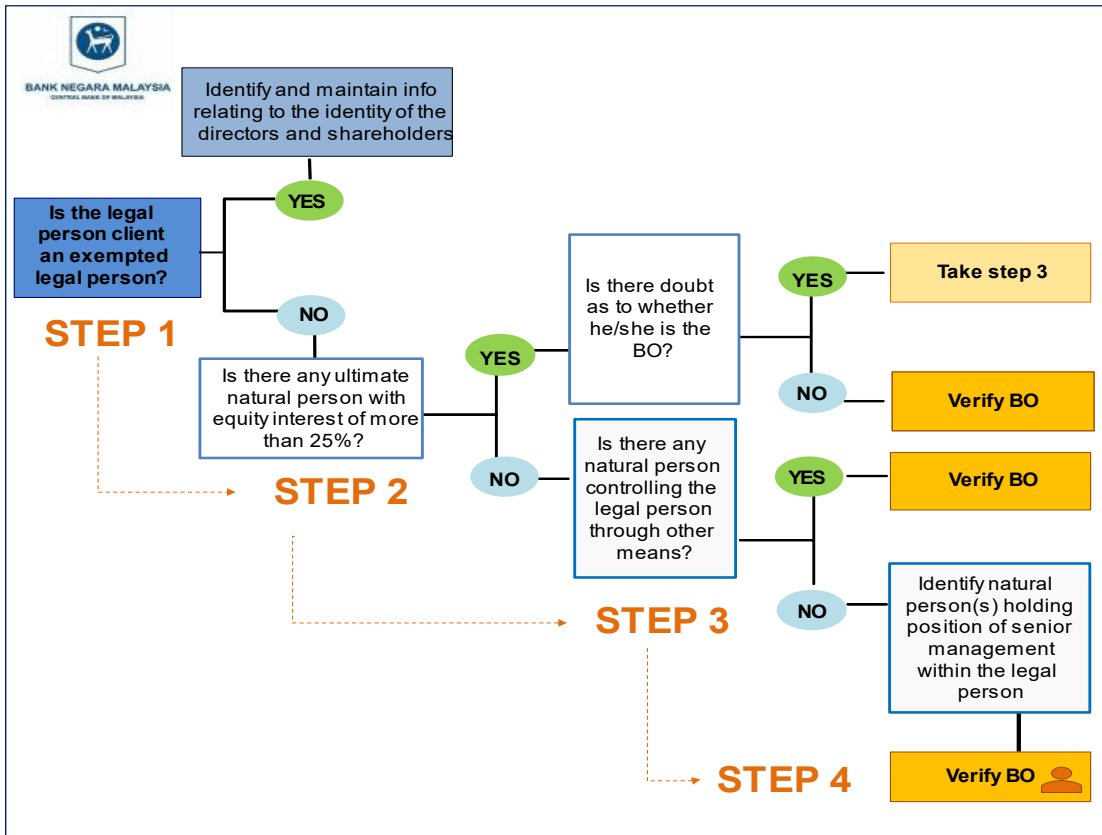 BANK NEGARA MALAYSIA
CENTRAL BANK OF MALAYSIA
Identify and maintain info
relating to the identity of the
directors and shareholders
YES
Is the legal
person client
an exempted
legal person?
NO
STEP 1
Is there any ultimate
natural person with
equity interest of more
than 25%?
STEP 2
YES
Is there doubt
as to whether
he/she is the
BO?
YES
Take step 3
NO
Verify BO
NO
Is there any
natural person
controlling the
legal person
through other
means?
STEP 3
YES
Verify BO
NO
Identify natural
person(s) holding
position of senior
management
within the legal
person
STEP 4
Verify BO